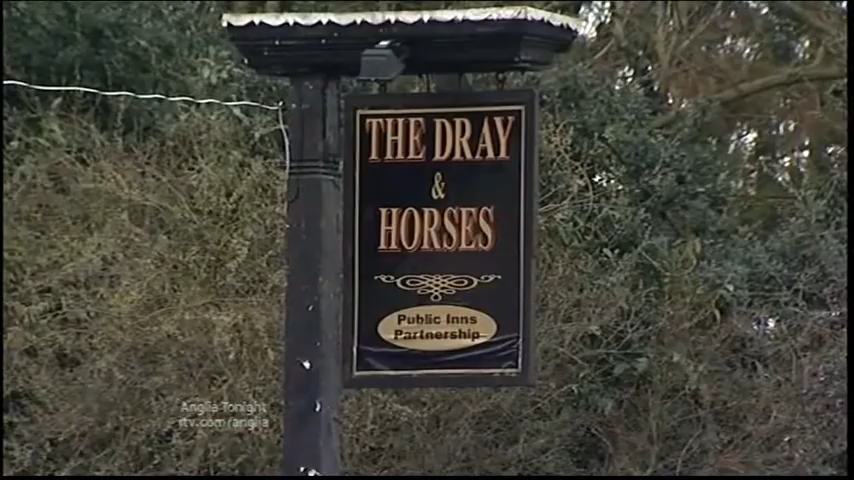 THE DRAY
&
HORSES
Public Inns
Partnership
Anglia Tonight
itv.com/anglia